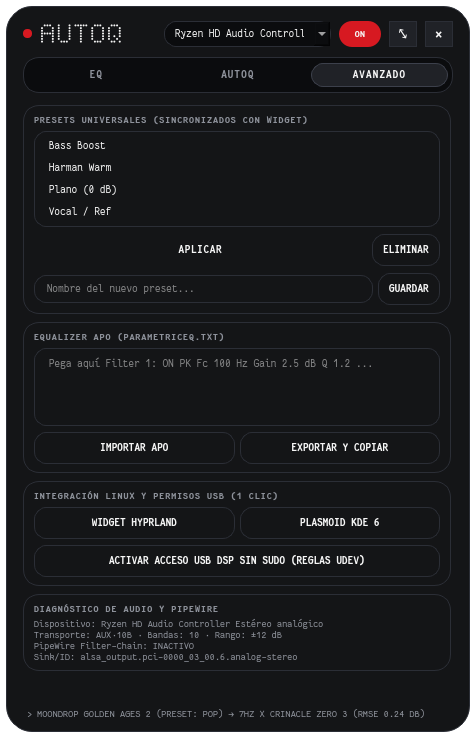 AUTOQ
Ryzen HD Audio Controll
ON
×
EQ
AUTOQ
AVANZADO
PRESETS UNIVERSALES (SINCRONIZADOS CON WIDGET)
Bass Boost
Harman Warm
Plano (0 dB)
Vocal / Ref
APLICAR
ELIMINAR
Nombre del nuevo preset...
GUARDAR
EQUALIZER APO (PARAMETRICEQ.TXT)
Pega aquí Filter 1: ON PK Fc 100 Hz Gain 2.5 dB Q 1.2 ...
IMPORTAR APO
EXPORTAR Y COPIAR
INTEGRACIÓN LINUX Y PERMISOS USB (1 CLIC)
WIDGET HYPRLAND
PLASMOID KDE 6
ACTIVAR ACCESO USB DSP SIN SUDO (REGLAS UDEV)
DIAGNÓSTICO DE AUDIO Y PIPEWIRE
Dispositivo: Ryzen HD Audio Controller Estéreo analógico
Transporte: AUX·10B · Bandas: 10 · Rango: ±12 dB
PipeWire Filter-Chain: INACTIVO
Sink/ID: alsa_output.pci-0000_03_00.6.analog-stereo
> MOONDROP GOLDEN AGES 2 (PRESET: POP) → 7HZ X CRINACLE ZERO 3 (RMSE 0.24 DB)